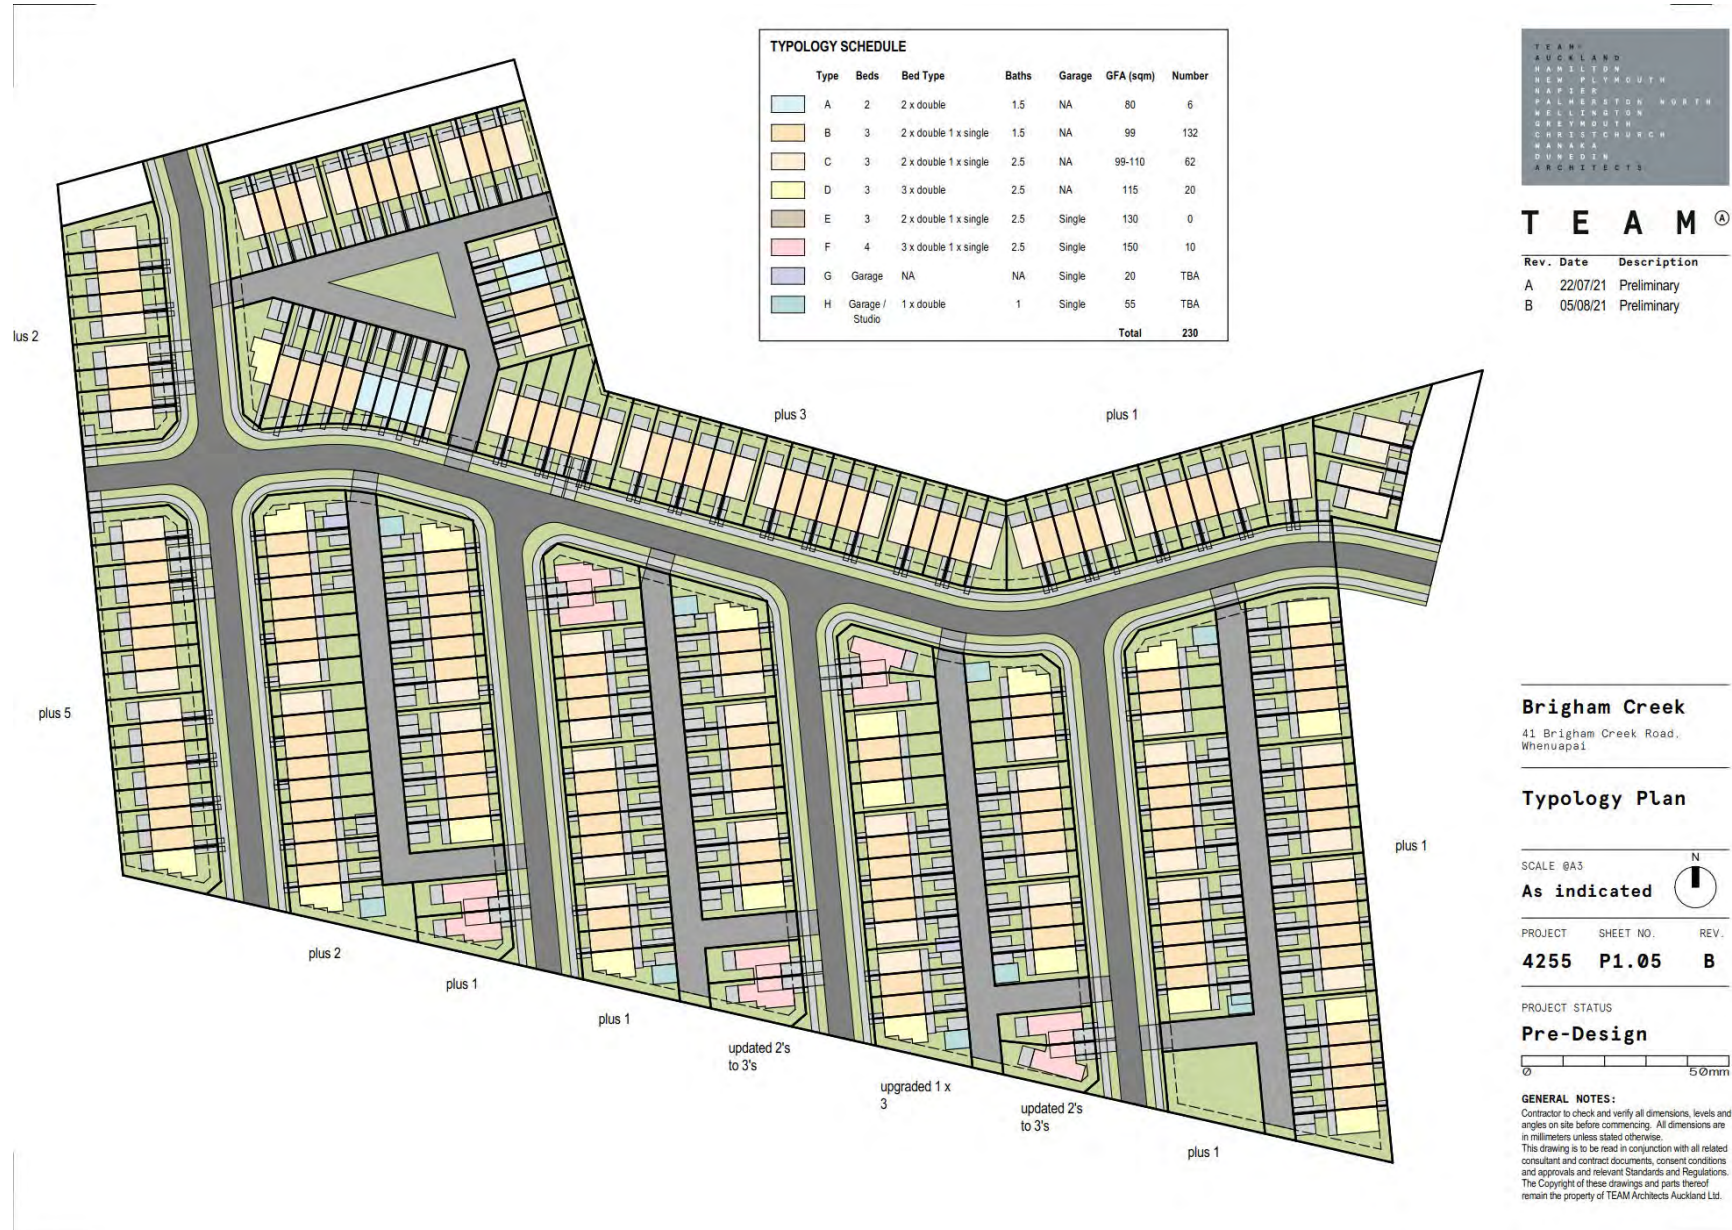 TYPOLOGY SCHEDULE
Type Beds Bed Type Baths Garage GFA (sqm) Number
A 2 2 x double 1.5 NA 80 6
B 3 2 x double 1 x single 1.5 NA 99 132
C 3 2 x double 1 x single 2.5 NA 99-110 62
D 3 3 x double 2.5 NA 115 20
E 3 2 x double 1 x single 2.5 Single 130 0
F 4 3 x double 1 x single 2.5 Single 150 10
G Garage NA NA Single 20 TBA
H Garage / 1 x double 1 Single 55 TBA
Studio
Total 230
lus 2
plus 3
plus 1
plus 5
plus 1
plus 2
plus 1
plus 1
updated 2's
to 3's
upgraded 1 x
3
updated 2's
to 3's
plus 1
TEAM
AUCKLAND
HAMILTON
NEW PLYMOUTH
NAPIER
PALMERSTON NORTH
WELLINGTON
GREYMOUTH
CHRISTCHURCH
WANAKA
DUNEDIN
ARCHITECTS
TEAM A
Rev. Date Description
A 22/07/21 Preliminary
B 05/08/21 Preliminary
Brigham Creek
41 Brigham Creek Road,
Whenuapai
Typology Plan
SCALE @A3
As indicated
N
PROJECT SHEET NO. REV.
4255 P1.05 B
PROJECT STATUS
Pre-Design
0 50mm
GENERAL NOTES:
Contractor to check and verify all dimensions, levels and
angles on site before commencing. All dimensions are
in millimeters unless stated otherwise.
This drawing is to be read in conjunction with all related
consultant and contract documents, consent conditions
and approvals and relevant Standards and Regulations.
The Copyright of these drawings and parts thereof
remain the property of TEAM Architects Auckland Ltd.